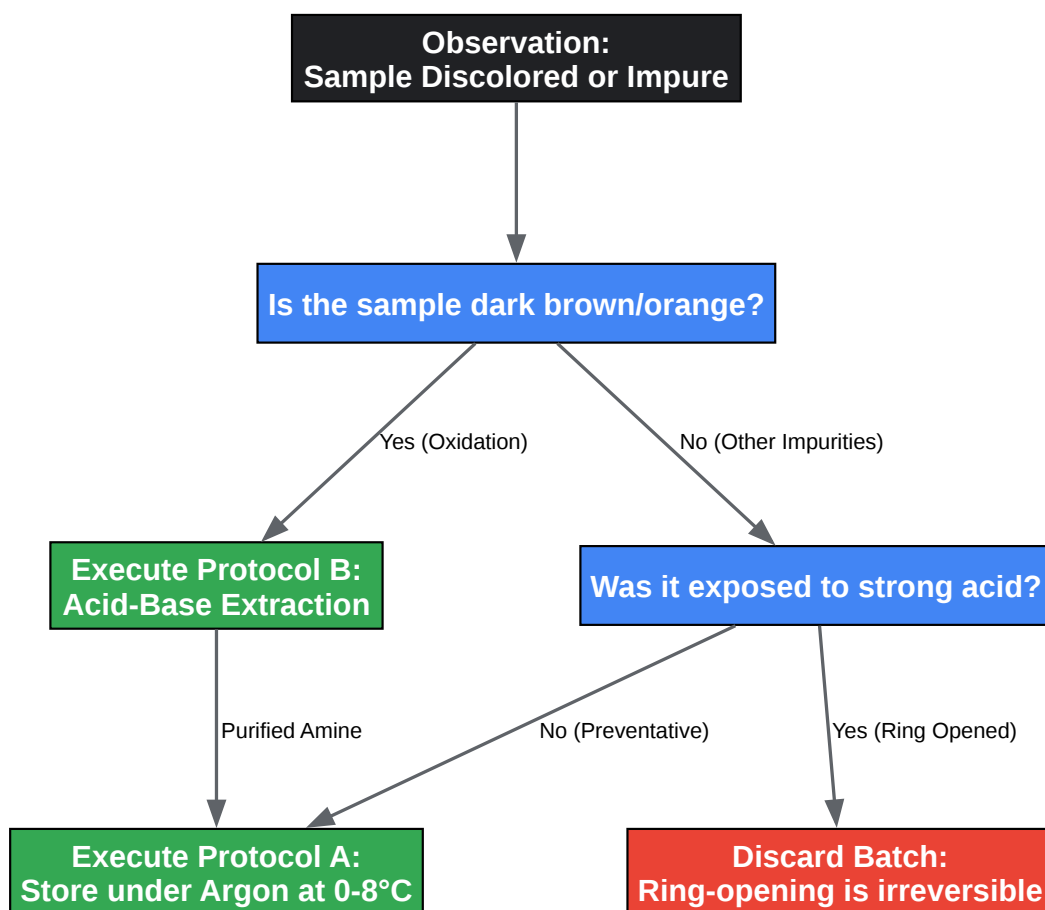 Observation:
Sample Discolored or Impure
Is the sample dark brown/orange?
Yes (Oxidation)
No (Other Impurities)
Execute Protocol B:
Acid-Base Extraction
Was it exposed to strong acid?
Purified Amine
No (Preventative)
Yes (Ring Opened)
Execute Protocol A:
Store under Argon at 0-8°C
Discard Batch:
Ring-opening is irreversible